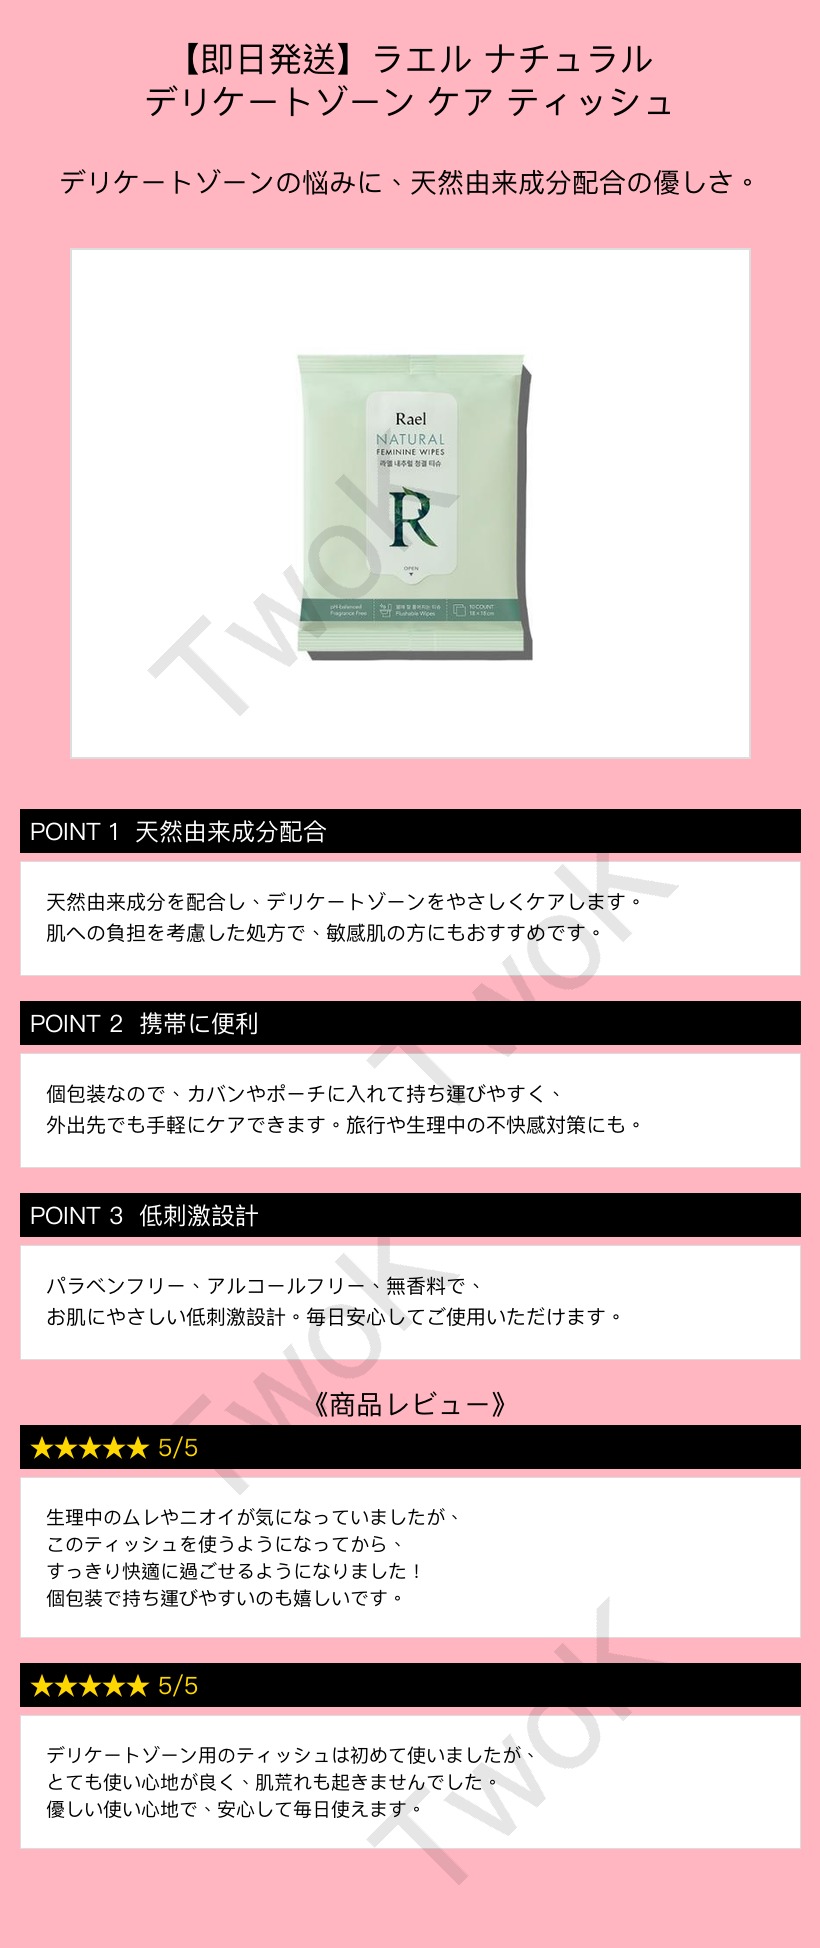 【即日発送】ラエル ナチュラル
デリケートゾーン ケア ティッシュ
デリケートゾーンの悩みに、天然由来成分配合の優しさ。
Rael
NATURAL
FEMININE WIPES
라엘 내추럴 청결 티슈
R
OPEN
pH-balanced
Fragrance Free
물에 잘 풀어지는 티슈
Flushable Wipes
10 COUNT
18 × 18 cm
TwoK
POINT 1 天然由来成分配合
天然由来成分を配合し、デリケートゾーンをやさしくケアします。
肌への負担を考慮した処方で、敏感肌の方にもおすすめです。
TwoK
POINT 2 携帯に便利
個包装なので、カバンやポーチに入れて持ち運びやすく、
外出先でも手軽にケアできます。旅行や生理中の不快感対策にも。
POINT 3 低刺激設計
パラベンフリー、アルコールフリー、無香料で、
お肌にやさしい低刺激設計。毎日安心してご使用いただけます。
TwoK
《商品レビュー》
★★★★★ 5/5
生理中のムレやニオイが気になっていましたが、
このティッシュを使うようになってから、
すっきり快適に過ごせるようになりました！
個包装で持ち運びやすいのも嬉しいです。
★★★★★ 5/5
デリケートゾーン用のティッシュは初めて使いましたが、
とても使い心地が良く、肌荒れも起きませんでした。
優しい使い心地で、安心して毎日使えます。
TwoK